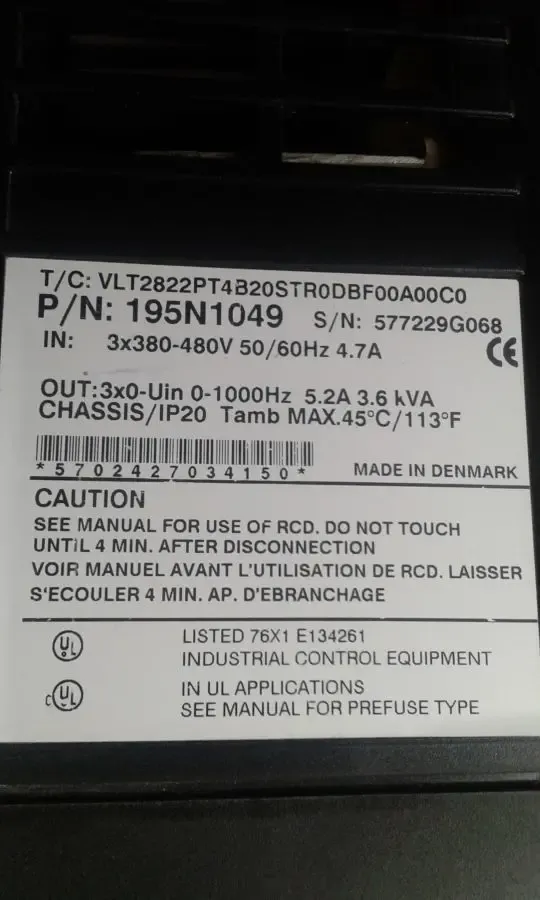 T/C: VLT2822PT4B20STR0DBF00A00C0
P/N: 195N1049 S/N: 577229G068
IN: 3x380-480V 50/60Hz 4.7A
CE
OUT:3x0-Uin 0-1000Hz 5.2A 3.6 kVA
CHASSIS/IP20 Tamb MAX.45°C/113°F
*5702427034150* MADE IN DENMARK
CAUTION
SEE MANUAL FOR USE OF RCD. DO NOT TOUCH
UNTIL 4 MIN. AFTER DISCONNECTION
VOIR MANUEL AVANT L'UTILISATION DE RCD. LAISSER
S'ECOULER 4 MIN. AP. D'EBRANCHAGE
UL LISTED 76X1 E134261
INDUSTRIAL CONTROL EQUIPMENT
c UL IN UL APPLICATIONS
SEE MANUAL FOR PREFUSE TYPE